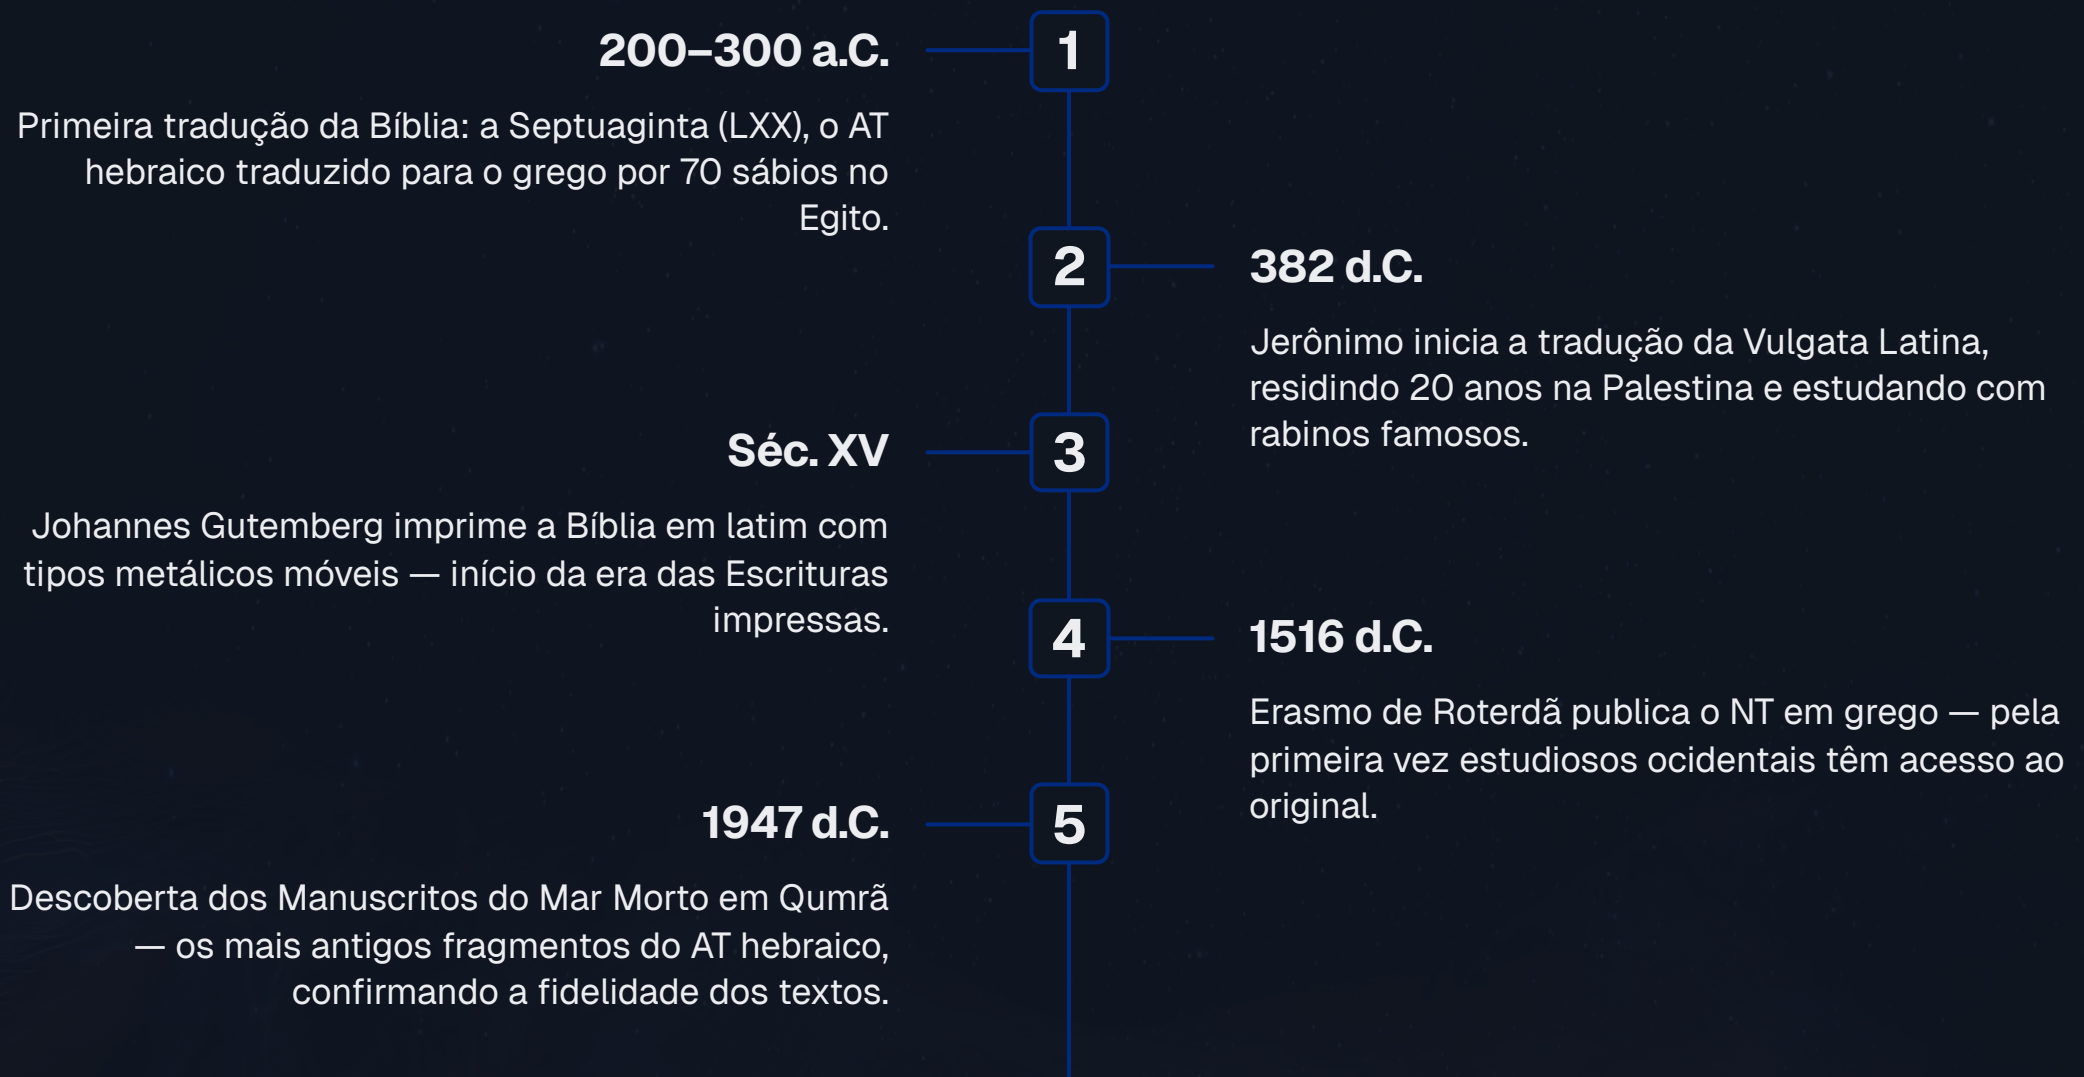 200–300 a.C.
1
Primeira tradução da Bíblia: a Septuaginta (LXX), o AT
hebraico traduzido para o grego por 70 sábios no
Egito.
2
382 d.C.
Jerônimo inicia a tradução da Vulgata Latina,
residindo 20 anos na Palestina e estudando com
rabinos famosos.
Séc. XV
3
Johannes Gutemberg imprime a Bíblia em latim com
tipos metálicos móveis — início da era das Escrituras
impressas.
4
1516 d.C.
Erasmo de Roterdã publica o NT em grego — pela
primeira vez estudiosos ocidentais têm acesso ao
original.
1947 d.C.
5
Descoberta dos Manuscritos do Mar Morto em Qumrã
— os mais antigos fragmentos do AT hebraico,
confirmando a fidelidade dos textos.